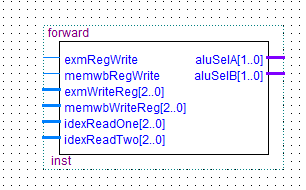 forward
exmRegWrite aluSelA[1..0]
memwbRegWrite aluSelB[1..0]
exmWriteReg[2..0]
memwbWriteReg[2..0]
idexReadOne[2..0]
idexReadTwo[2..0]
inst